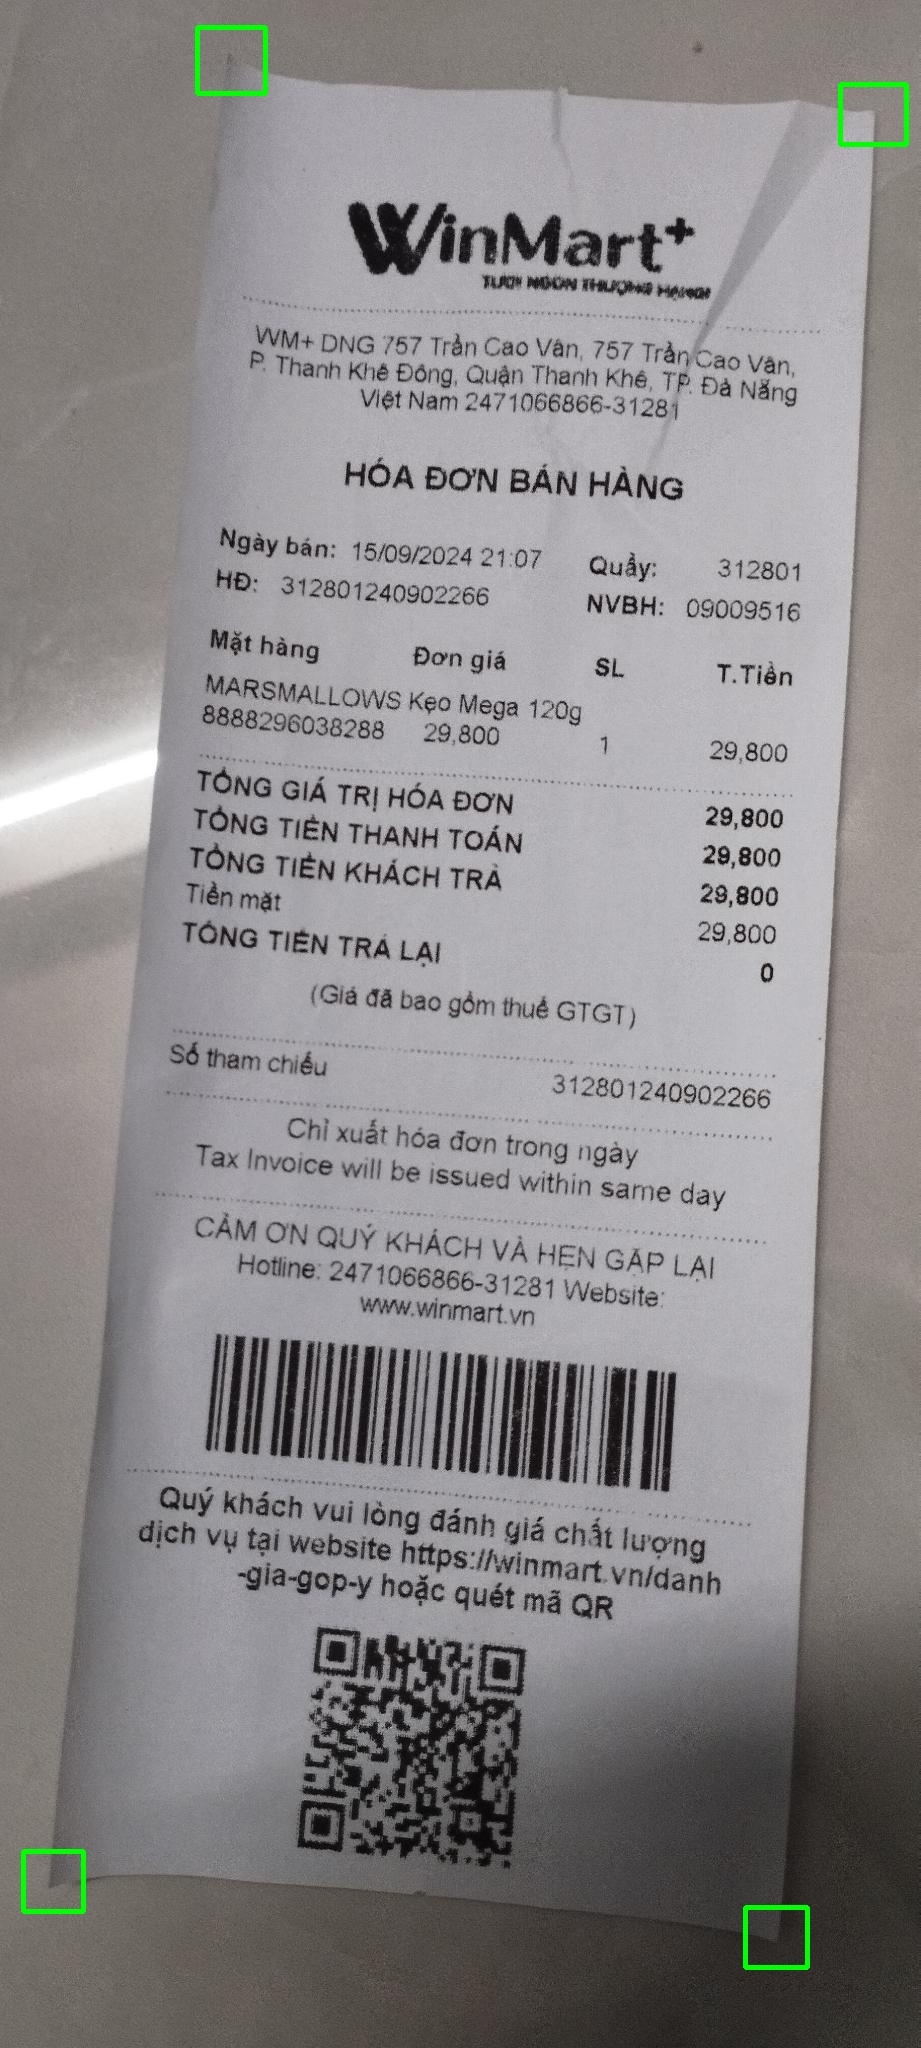 WinMart+
TƯƠI NGON THƯỢNG HẠNG
WM+ DNG 757 Trần Cao Vân, 757 Trần Cao Vân,
P. Thanh Khê Đông, Quận Thanh Khê, TP. Đà Nẵng
Việt Nam 2471066866-31281
HÓA ĐƠN BÁN HÀNG
Ngày bán: 15/09/2024 21:07 Quầy: 312801
HĐ: 312801240902266 NVBH: 09009516
Mặt hàng Đơn giá SL T.Tiền
MARSMALLOWS Kẹo Mega 120g
8888296038288 29,800 1 29,800
TỔNG GIÁ TRỊ HÓA ĐƠN 29,800
TỔNG TIỀN THANH TOÁN 29,800
TỔNG TIỀN KHÁCH TRẢ 29,800
Tiền mặt 29,800
TỔNG TIỀN TRẢ LẠI 0
(Giá đã bao gồm thuế GTGT)
Số tham chiếu 312801240902266
Chỉ xuất hóa đơn trong ngày
Tax Invoice will be issued within same day
CẢM ƠN QUÝ KHÁCH VÀ HẸN GẶP LẠI
Hotline: 2471066866-31281 Website:
www.winmart.vn
Quý khách vui lòng đánh giá chất lượng
dịch vụ tại website https://winmart.vn/danh
-gia-gop-y hoặc quét mã QR